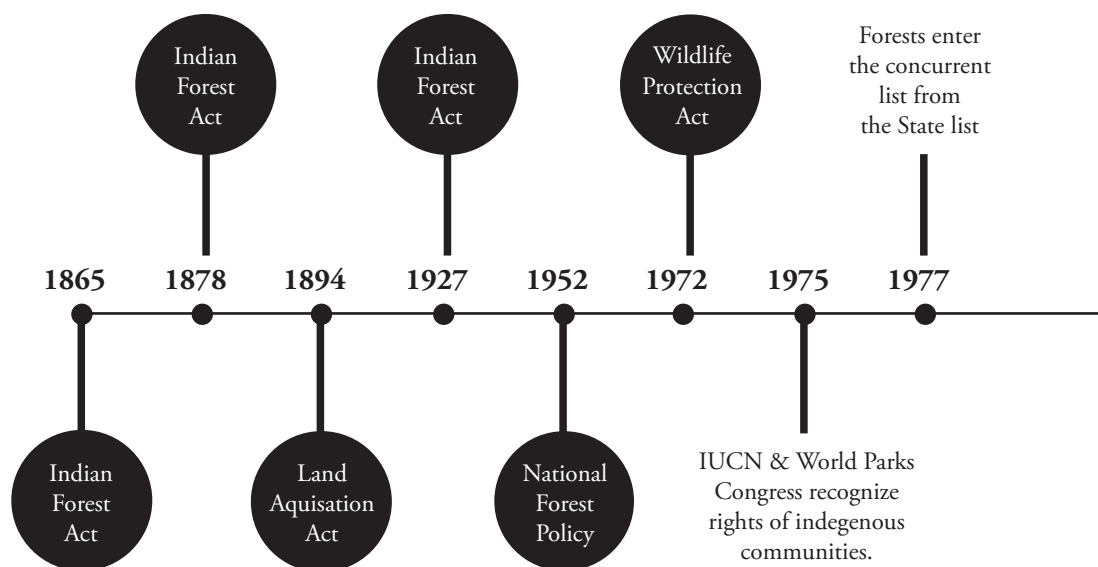 Indian
Forest
Act
Indian
Forest
Act
Wildlife
Protection
Act
Forests enter
the concurrent
list from
the State list
1865
1878
1894
1927
1952
1972
1975
1977
Indian
Forest
Act
Land
Aquisation
Act
National
Forest
Policy
IUCN & World Parks
Congress recognize
rights of indegenous
communities.